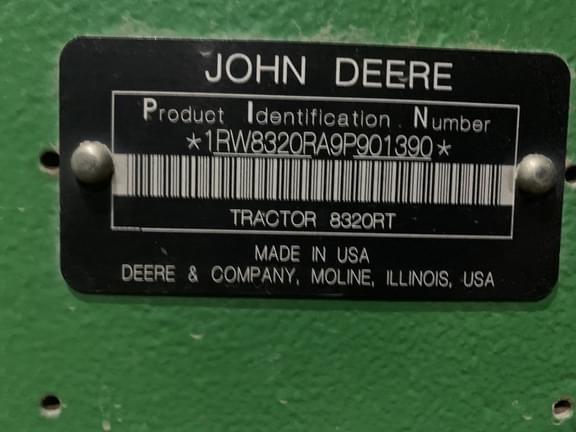 JOHN DEERE
Product Identification Number
*1RW8320RA9P901390*
TRACTOR 8320RT
MADE IN USA
DEERE & COMPANY, MOLINE, ILLINOIS, USA